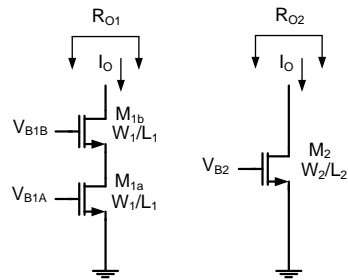 R_O1
I_O
M_1b
W_1/L_1
V_B1B
M_1a
W_1/L_1
V_B1A
R_O2
I_O
M_2
W_2/L_2
V_B2